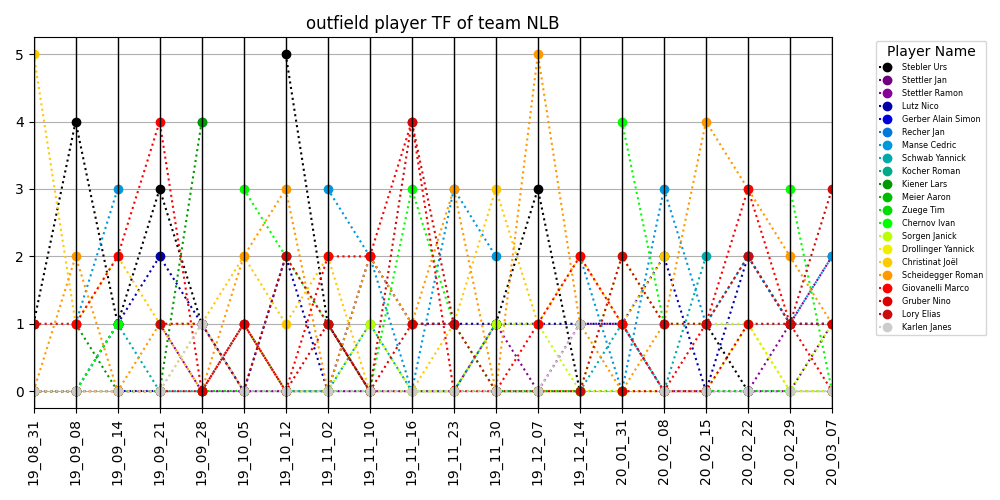 outfield player TF of team NLB
5
4
3
2
1
0
19_08_31
19_09_08
19_09_14
19_09_21
19_09_28
19_10_05
19_10_12
19_11_02
19_11_10
19_11_16
19_11_23
19_11_30
19_12_07
19_12_14
20_01_31
20_02_08
20_02_15
20_02_22
20_02_29
20_03_07
Player Name
Stebler Urs
Stettler Jan
Stettler Ramon
Lutz Nico
Gerber Alain Simon
Recher Jan
Manse Cedric
Schwab Yannick
Kocher Roman
Kiener Lars
Meier Aaron
Zuege Tim
Chernov Ivan
Sorgen Janick
Drollinger Yannick
Christinat Joël
Scheidegger Roman
Giovanelli Marco
Gruber Nino
Lory Elias
Karlen Janes